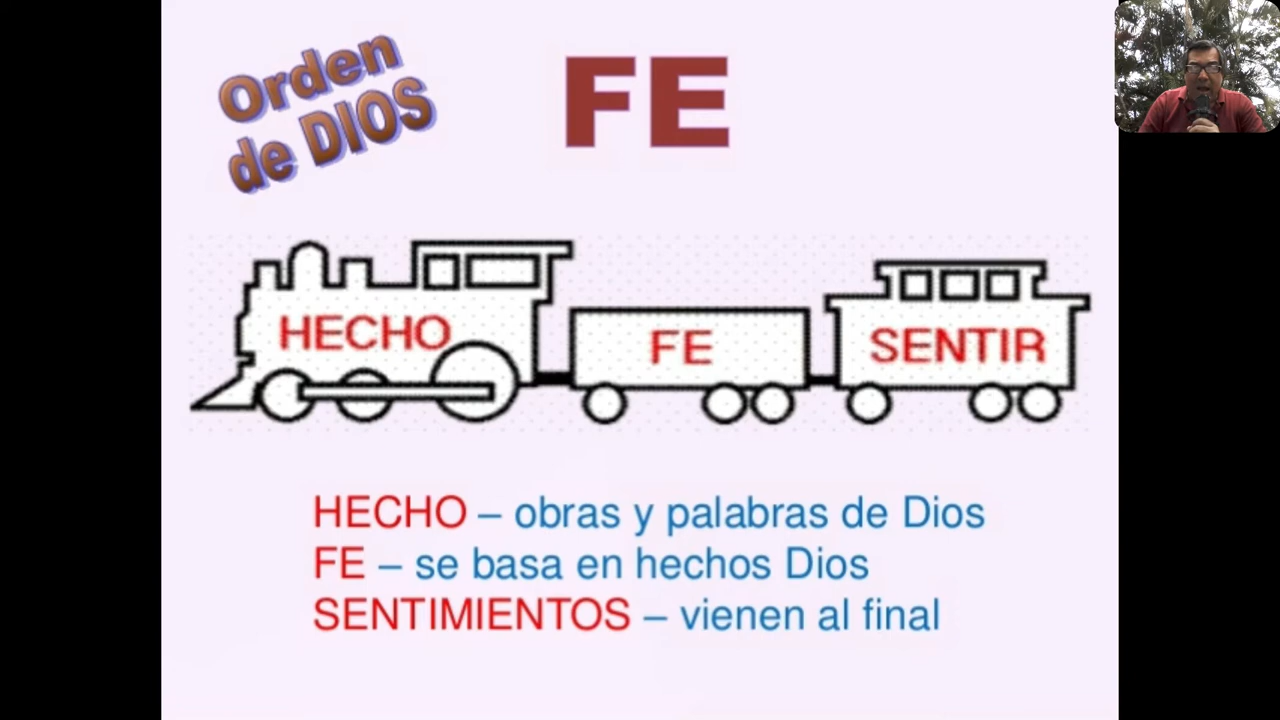 Orden
de DIOS
FE
HECHO
FE
SENTIR
HECHO – obras y palabras de Dios
FE – se basa en hechos Dios
SENTIMIENTOS – vienen al final